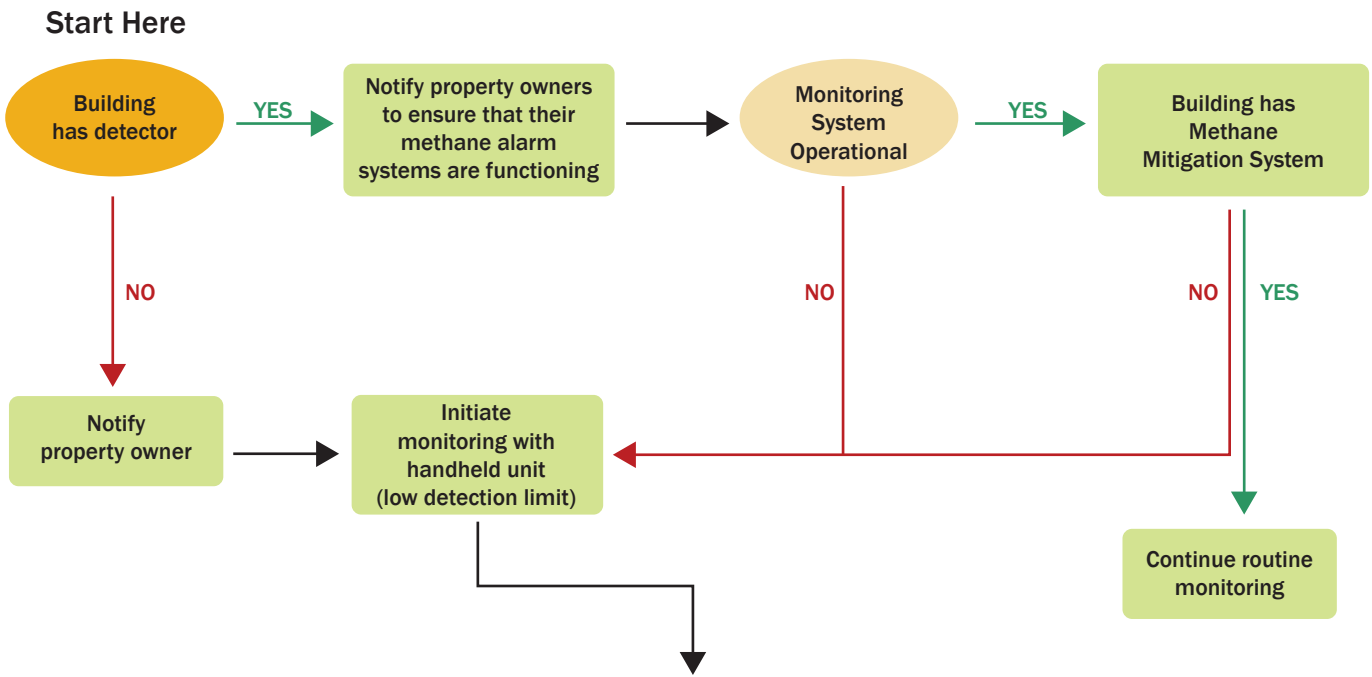 Start Here
Building
has detector
YES
Notify property owners
to ensure that their
methane alarm
systems are functioning
Monitoring
System
Operational
YES
Building has
Methane
Mitigation System
NO
NO
NO
YES
Notify
property owner
Initiate
monitoring with
handheld unit
(low detection limit)
Continue routine
monitoring